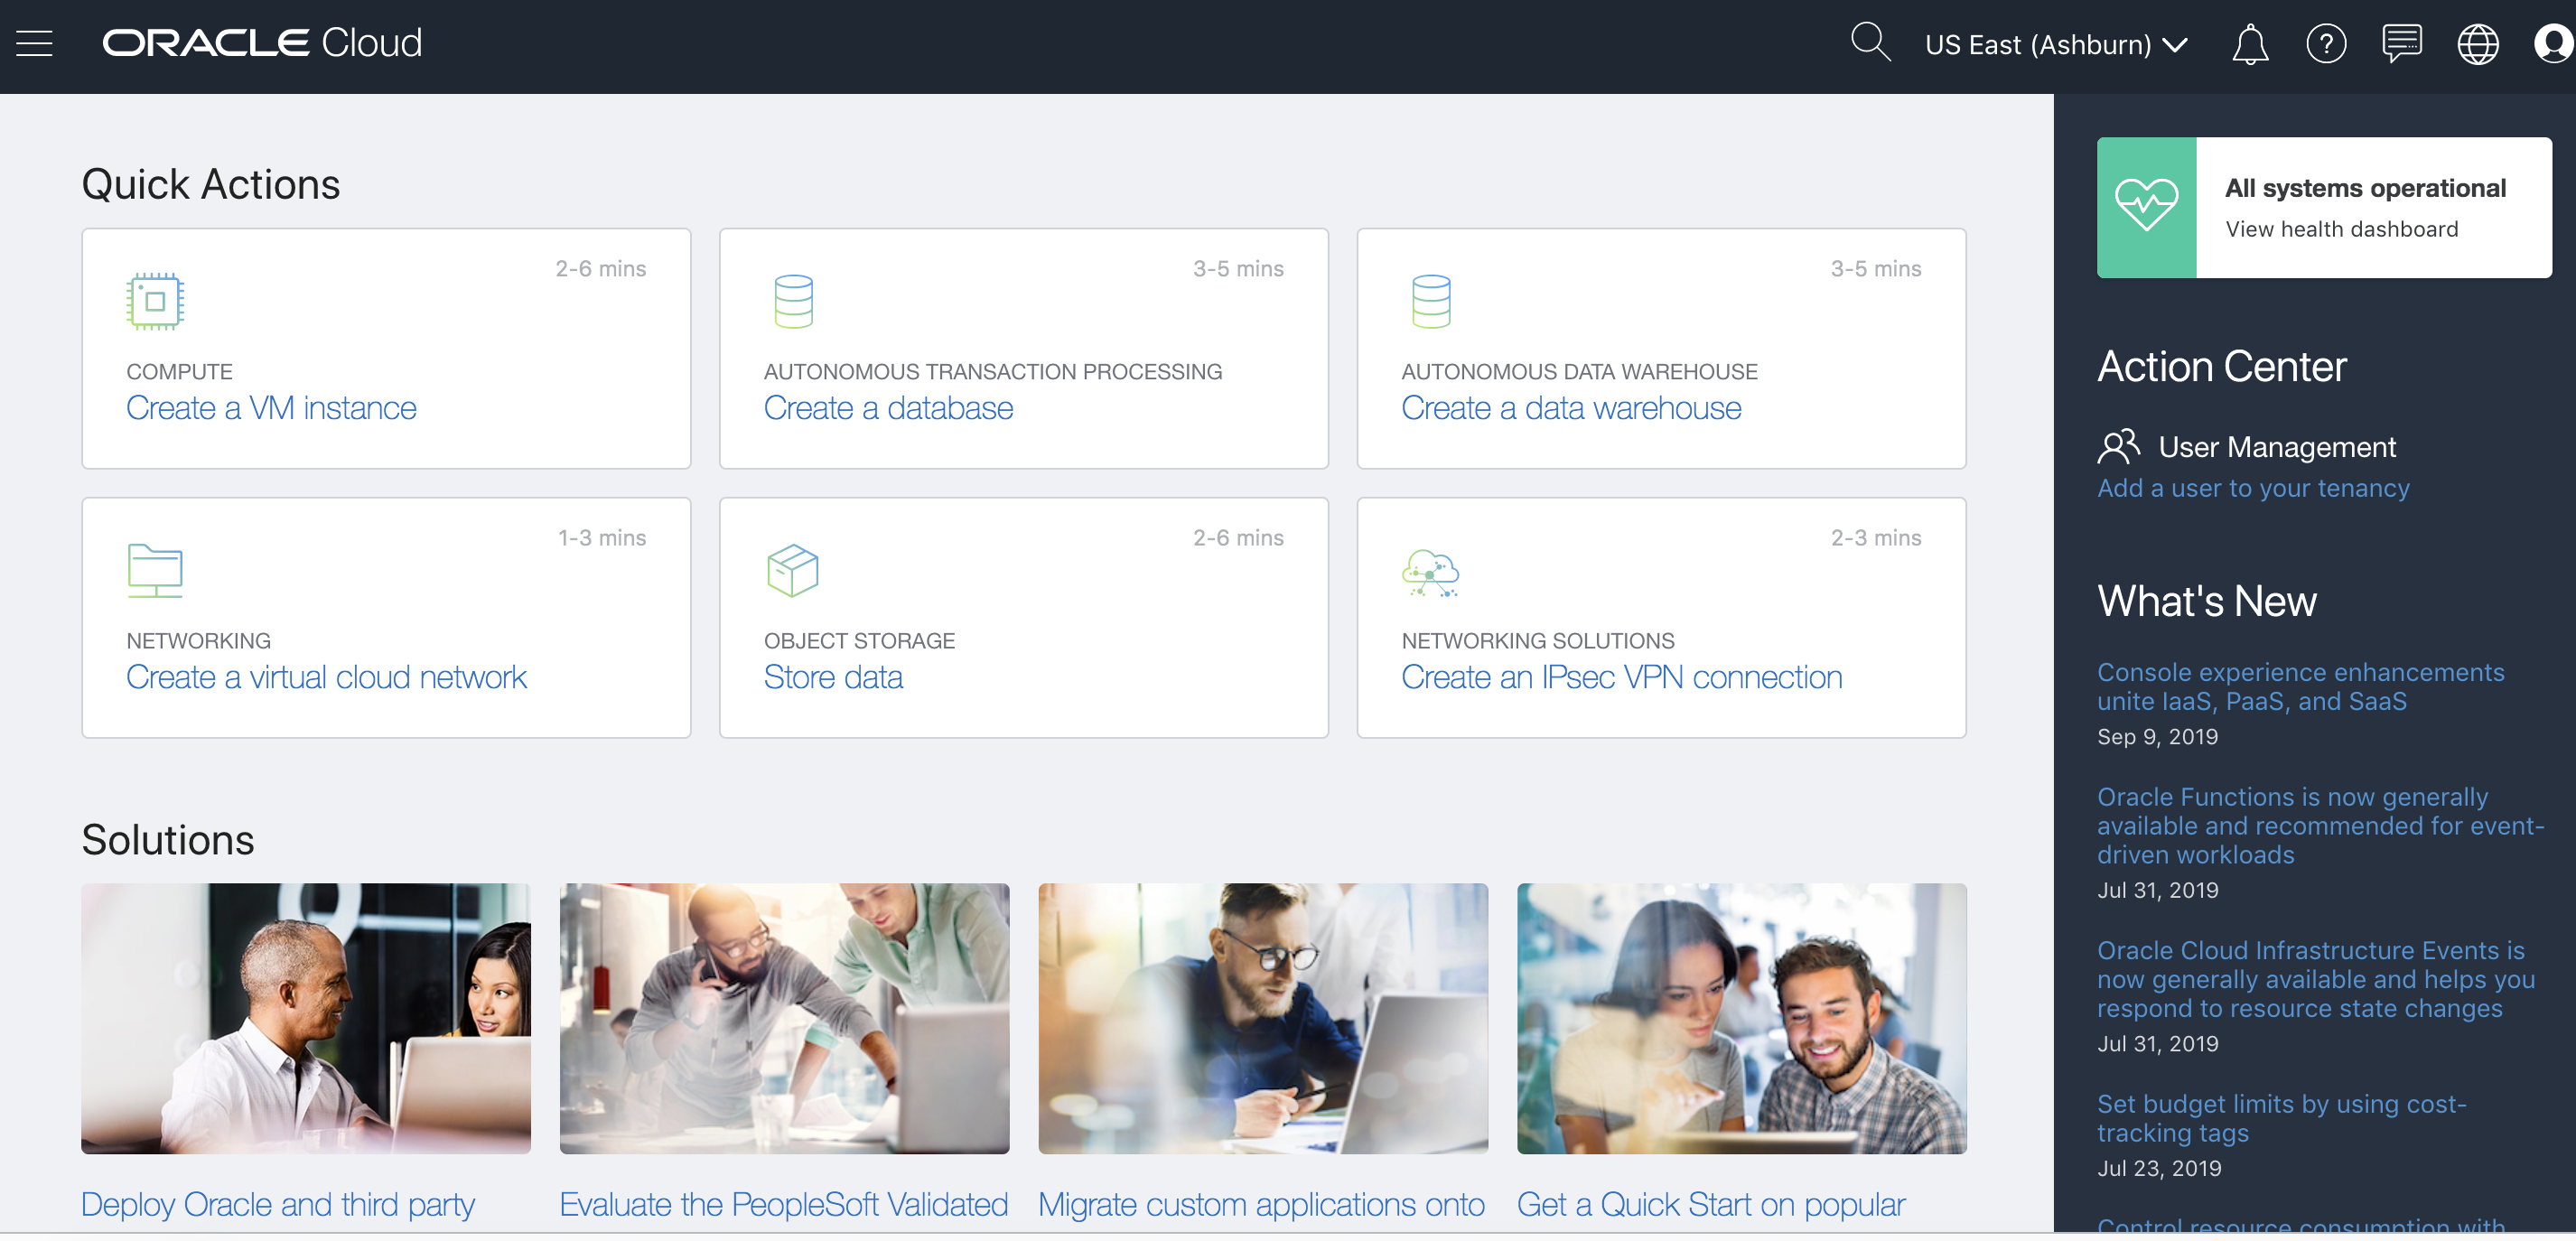 ORACLE Cloud
US East (Ashburn)
Quick Actions
2-6 mins
COMPUTE
Create a VM instance
3-5 mins
AUTONOMOUS TRANSACTION PROCESSING
Create a database
3-5 mins
AUTONOMOUS DATA WAREHOUSE
Create a data warehouse
1-3 mins
NETWORKING
Create a virtual cloud network
2-6 mins
OBJECT STORAGE
Store data
2-3 mins
NETWORKING SOLUTIONS
Create an IPsec VPN connection
Solutions
Deploy Oracle and third party
Evaluate the PeopleSoft Validated
Migrate custom applications onto
Get a Quick Start on popular
All systems operational
View health dashboard
Action Center
User Management
Add a user to your tenancy
What's New
Console experience enhancements
unite IaaS, PaaS, and SaaS
Sep 9, 2019
Oracle Functions is now generally
available and recommended for event-
driven workloads
Jul 31, 2019
Oracle Cloud Infrastructure Events is
now generally available and helps you
respond to resource state changes
Jul 31, 2019
Set budget limits by using cost-
tracking tags
Jul 23, 2019
Control resource consumption with